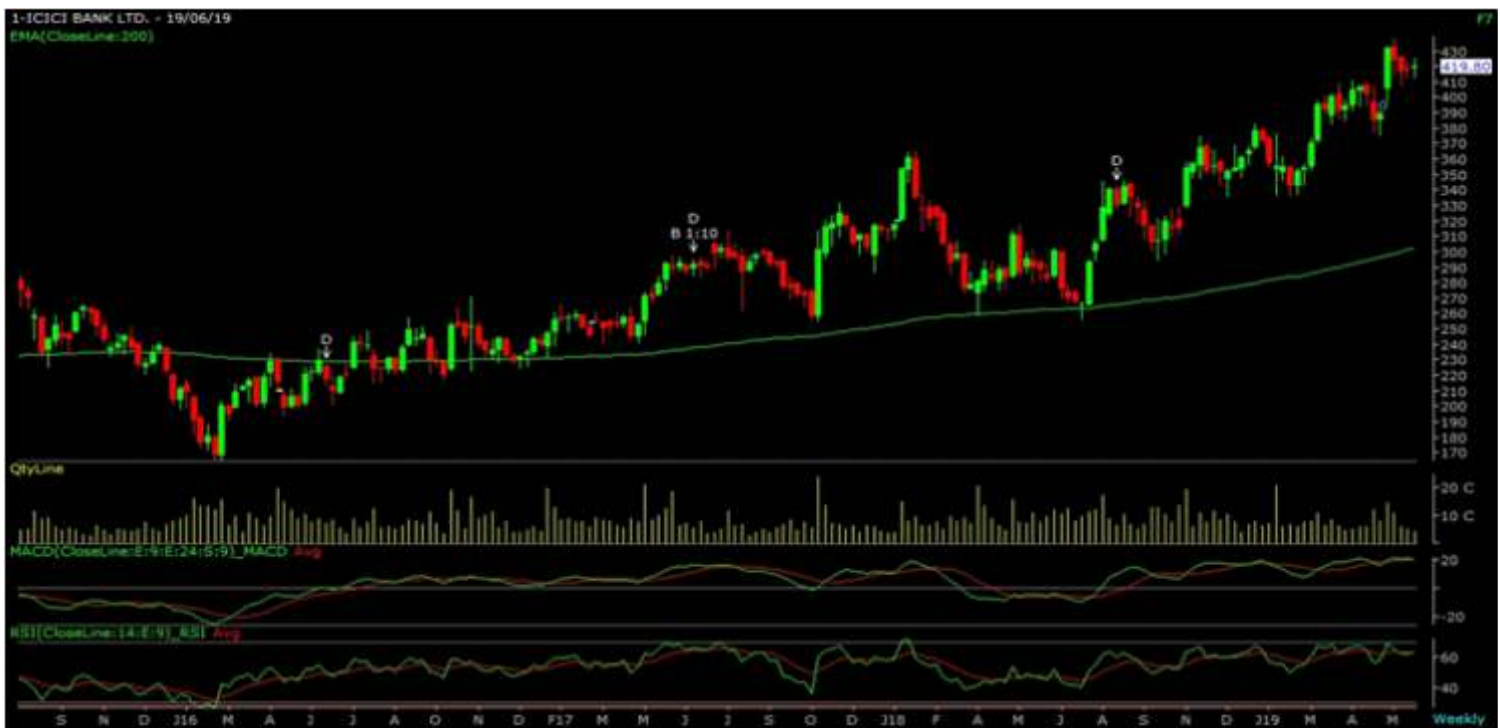 1-ICICI BANK LTD. - 19/06/19
F7
EMA(CloseLine:200)
430
419.80
410
400
390
380
370
360
350
340
330
320
310
300
290
280
270
260
250
240
230
220
210
200
190
180
170
D
D
B 1:10
D
QtyLine
20 C
10 C
MACD(CloseLine:E:9:E:24:S:9)_MACD Avg
20
-20
RSI(CloseLine:14:E:9)_RSI Avg
60
40
S N D J16 M A J J A O N D F17 M M J J S O D J18 F A M J A S N D J19 M A M Weekly